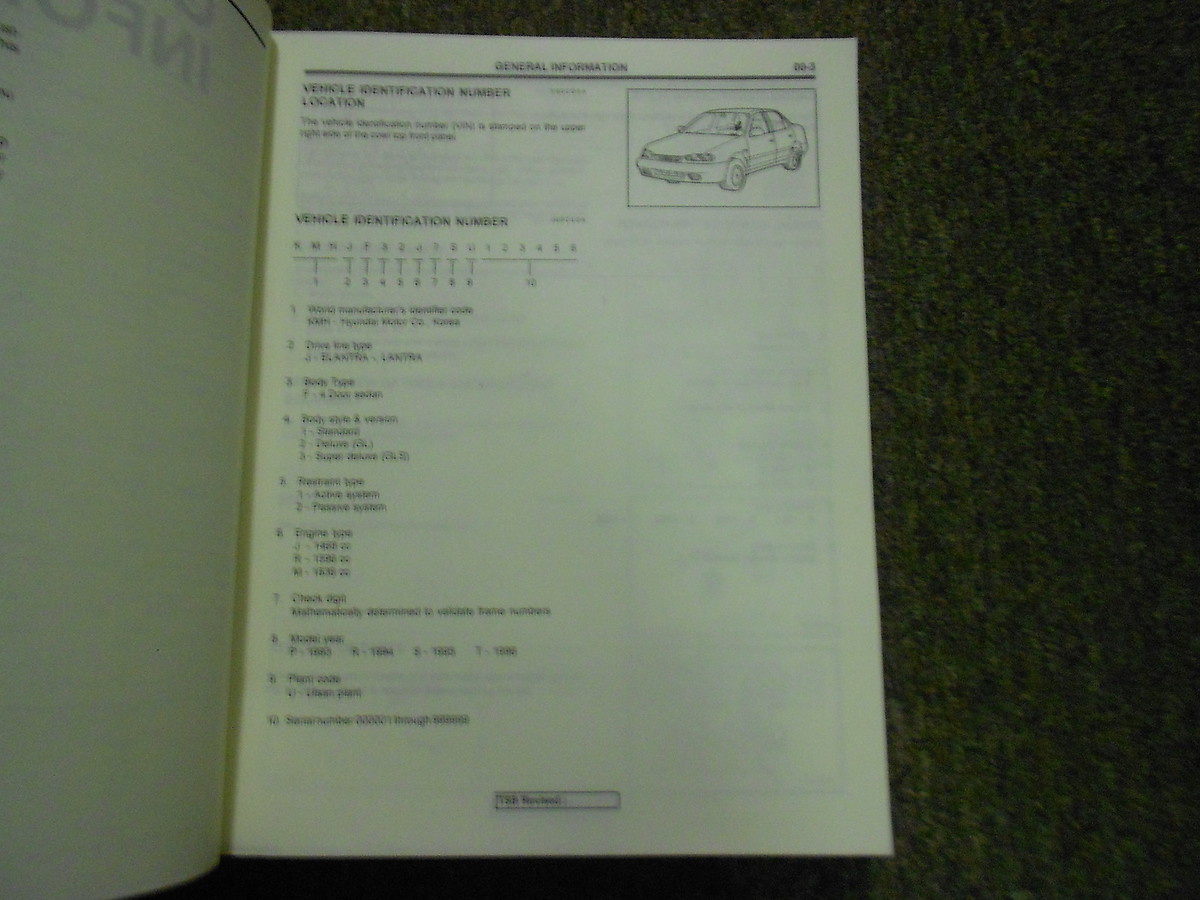 GENERAL INFORMATION 00-3
VEHICLE IDENTIFICATION NUMBER
LOCATION
The vehicle identification number (VIN) is stamped on the upper
right side of the cowl top front panel.
VEHICLE IDENTIFICATION NUMBER
K M H J F 3 2 J 7 S U 1 2 3 4 5 6
1 2 3 4 5 6 7 8 9 10
1. World manufacturer's identifier code
KMH - Hyundai Motor Co., Korea
2. Drive line type
J - ELANTRA , LANTRA
3. Body Type
F - 4 Door sedan
4. Body style & version
1 - Standard
2 - Deluxe (GL)
3 - Super deluxe (GLS)
5. Restraint type
1 - Active system
2 - Passive system
6. Engine type
J - cc
R - cc
M - cc
7. Check digit
Mathematically determined to validate frame numbers
8. Model year
P - 1993 R - 1994 S - 1995 T - 1996
9. Plant code
U - Ulsan plant
10. Serial number 000001 through 999999
TSB Revised :
INFO